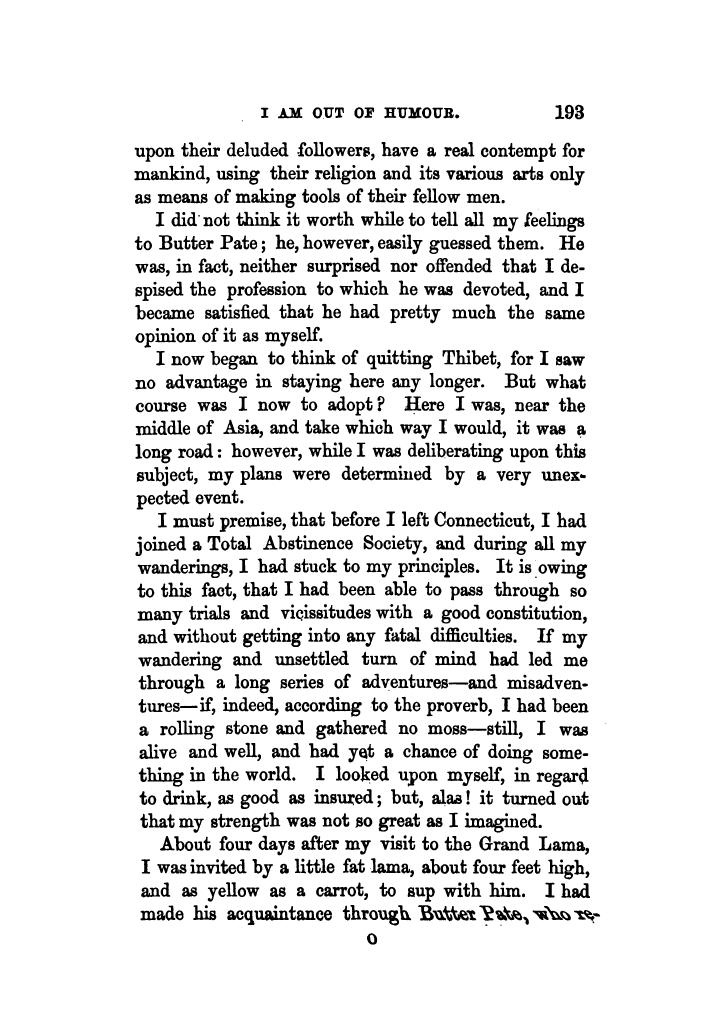 I AM OUT OF HUMOUR. 193
upon their deluded followers, have a real contempt for
mankind, using their religion and its various arts only
as means of making tools of their fellow men.
I did not think it worth while to tell all my feelings
to Butter Pate; he, however, easily guessed them. He
was, in fact, neither surprised nor offended that I de-
spised the profession to which he was devoted, and I
became satisfied that he had pretty much the same
opinion of it as myself.
I now began to think of quitting Thibet, for I saw
no advantage in staying here any longer. But what
course was I now to adopt? Here I was, near the
middle of Asia, and take which way I would, it was a
long road: however, while I was deliberating upon this
subject, my plans were determined by a very unex-
pected event.
I must premise, that before I left Connecticut, I had
joined a Total Abstinence Society, and during all my
wanderings, I had stuck to my principles. It is owing
to this fact, that I had been able to pass through so
many trials and vicissitudes with a good constitution,
and without getting into any fatal difficulties. If my
wandering and unsettled turn of mind had led me
through a long series of adventures—and misadven-
tures—if, indeed, according to the proverb, I had been
a rolling stone and gathered no moss—still, I was
alive and well, and had yet a chance of doing some-
thing in the world. I looked upon myself, in regard
to drink, as good as insured; but, alas! it turned out
that my strength was not so great as I imagined.
About four days after my visit to the Grand Lama,
I was invited by a little fat lama, about four feet high,
and as yellow as a carrot, to sup with him. I had
made his acquaintance through Butter Pate, who re-
O